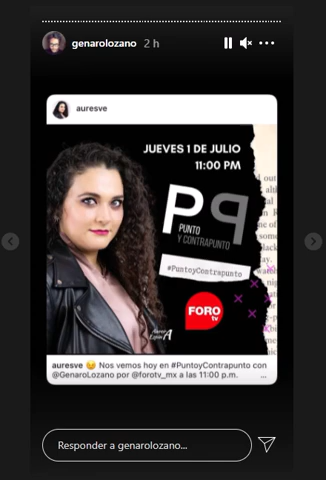 genarolozano 2 h
auresve
JUEVES 1 DE JULIO
11:00 PM
PP
PUNTO
Y CONTRAPUNTO
#PuntoyContrapunto
FORO
tv
auresve 😉 Nos vemos hoy en #PuntoyContrapunto con
@GenaroLozano por @forotv_mx a las 11:00 p.m. ...
Responder a genarolozano...